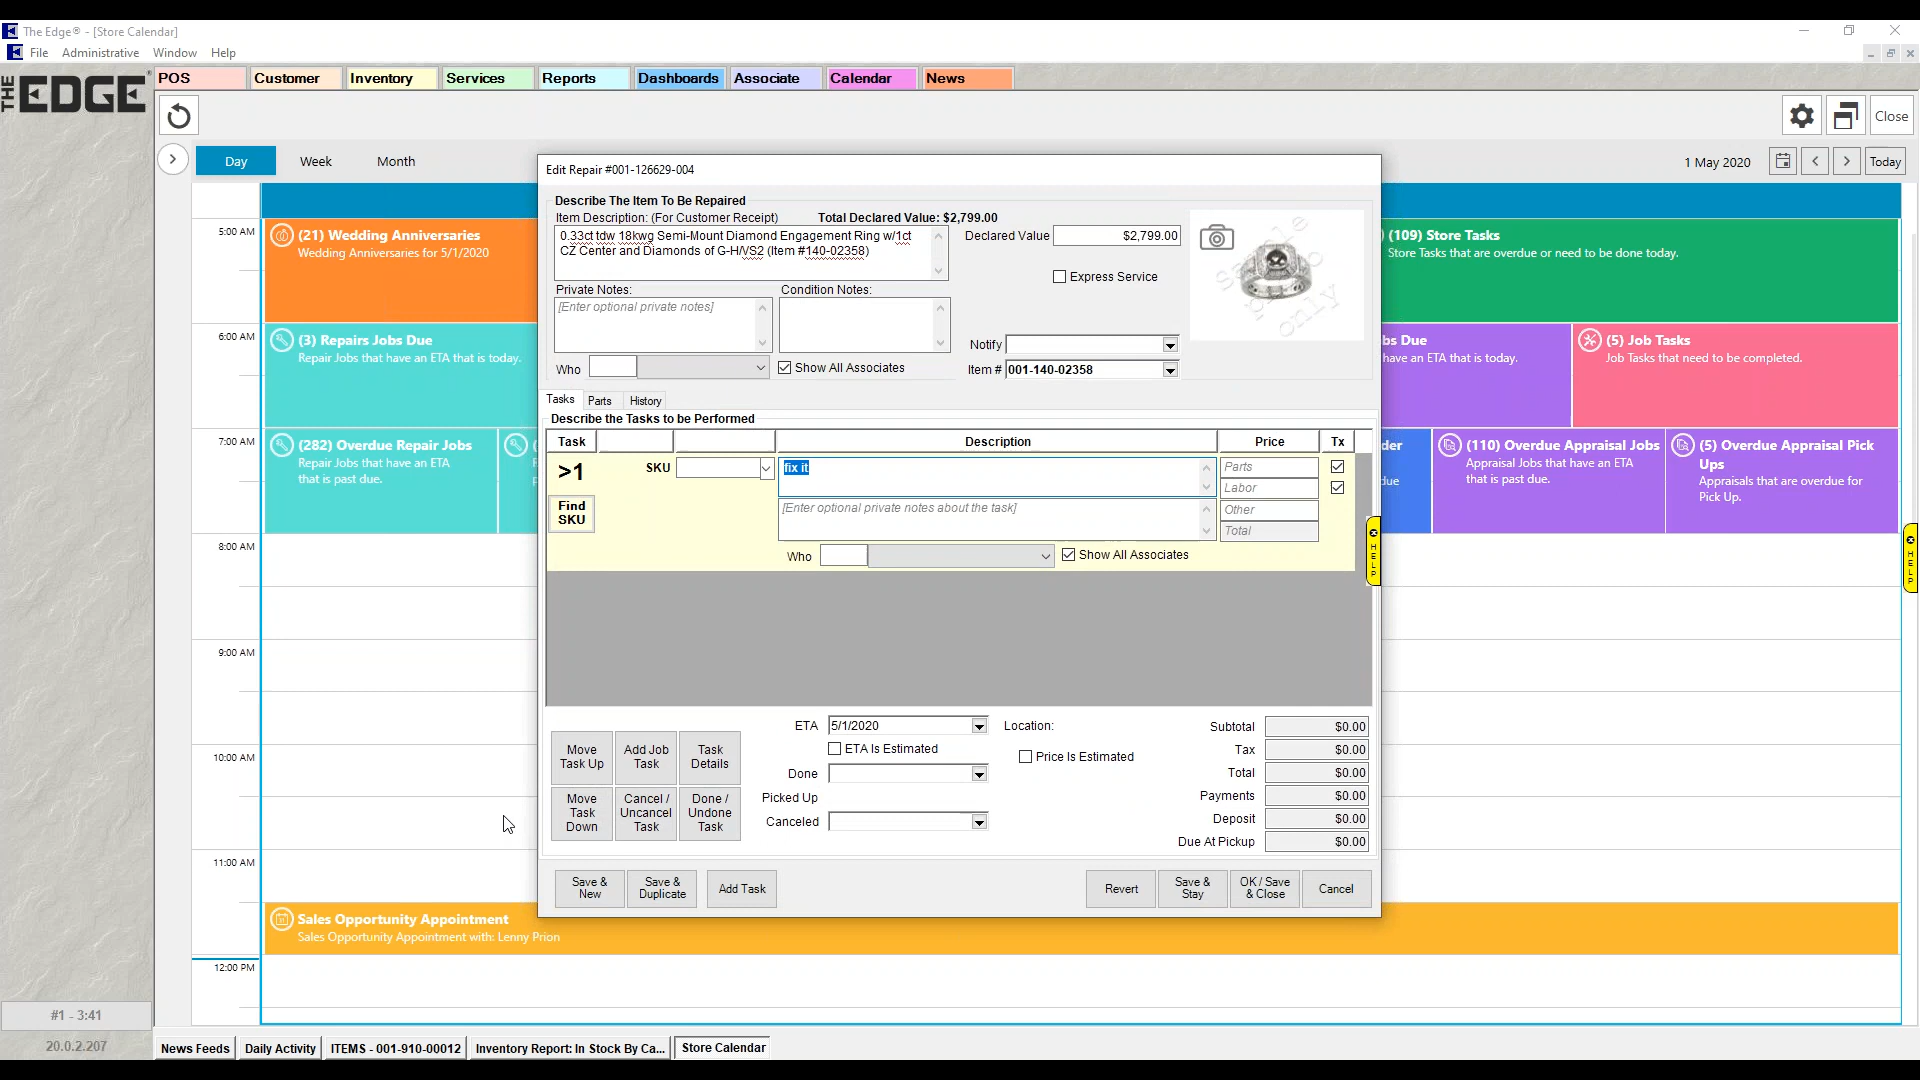 The Edge® - [Store Calendar]
File Administrative Window Help
THE EDGE
POS Customer Inventory Services Reports Dashboards Associate Calendar News
Close
Day Week Month
1 May 2020
Today
5:00 AM
6:00 AM
7:00 AM
8:00 AM
9:00 AM
10:00 AM
11:00 AM
12:00 PM
(21) Wedding Anniversaries
Wedding Anniversaries for 5/1/2020
(3) Repairs Jobs Due
Repair Jobs that have an ETA that is today.
(282) Overdue Repair Jobs
Repair Jobs that have an ETA
that is past due.
Edit Repair #001-126629-004
Describe The Item To Be Repaired
Item Description: (For Customer Receipt) Total Declared Value: $2,799.00
0.33ct tdw 18kwg Semi-Mount Diamond Engagement Ring w/1ct
CZ Center and Diamonds of G-H/VS2 (Item #140-02358)
Declared Value $2,799.00
Express Service
sample
photo
only
Private Notes: Condition Notes:
[Enter optional private notes]
Notify
Who Show All Associates
Item # 001-140-02358
Tasks Parts History
Describe the Tasks to be Performed
Task Description Price Tx
>1 SKU fix it
Find
SKU
[Enter optional private notes about the task]
Parts
Labor
Other
Total
Who Show All Associates
HELP
Move
Task Up
Add Job
Task
Task
Details
Move
Task
Down
Cancel /
Uncancel
Task
Done /
Undone
Task
ETA 5/1/2020
ETA Is Estimated
Done
Picked Up
Canceled
Location:
Price Is Estimated
Subtotal $0.00
Tax $0.00
Total $0.00
Payments $0.00
Deposit $0.00
Due At Pickup $0.00
Save &
New
Save &
Duplicate
Add Task
Revert
Save &
Stay
OK / Save
& Close
Cancel
) (109) Store Tasks
Store Tasks that are overdue or need to be done today.
bs Due
have an ETA that is today.
(5) Job Tasks
Job Tasks that need to be completed.
der
due
(110) Overdue Appraisal Jobs
Appraisal Jobs that have an ETA
that is past due.
(5) Overdue Appraisal Pick
Ups
Appraisals that are overdue for
Pick Up.
HELP
Sales Opportunity Appointment
Sales Opportunity Appointment with: Lenny Prion
#1 - 3:41
20.0.2.207
News Feeds Daily Activity ITEMS - 001-910-00012 Inventory Report: In Stock By Ca... Store Calendar